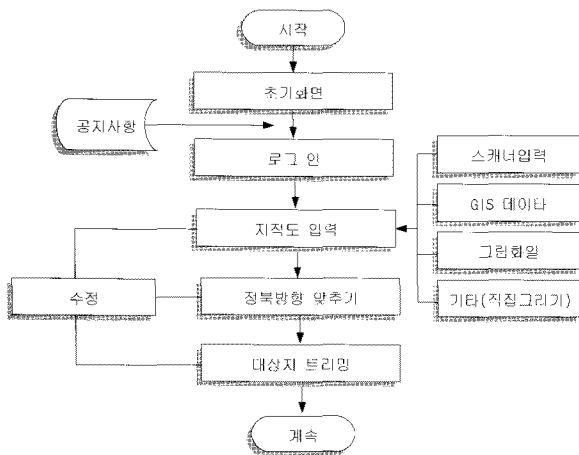 시작
초기화면
공지사항
로그 인
스캐너입력
GIS 데이타
지적도 입력
그림화일
수정
정북방향 맞추기
기타(직접그리기)
대상지 트리밍
계속